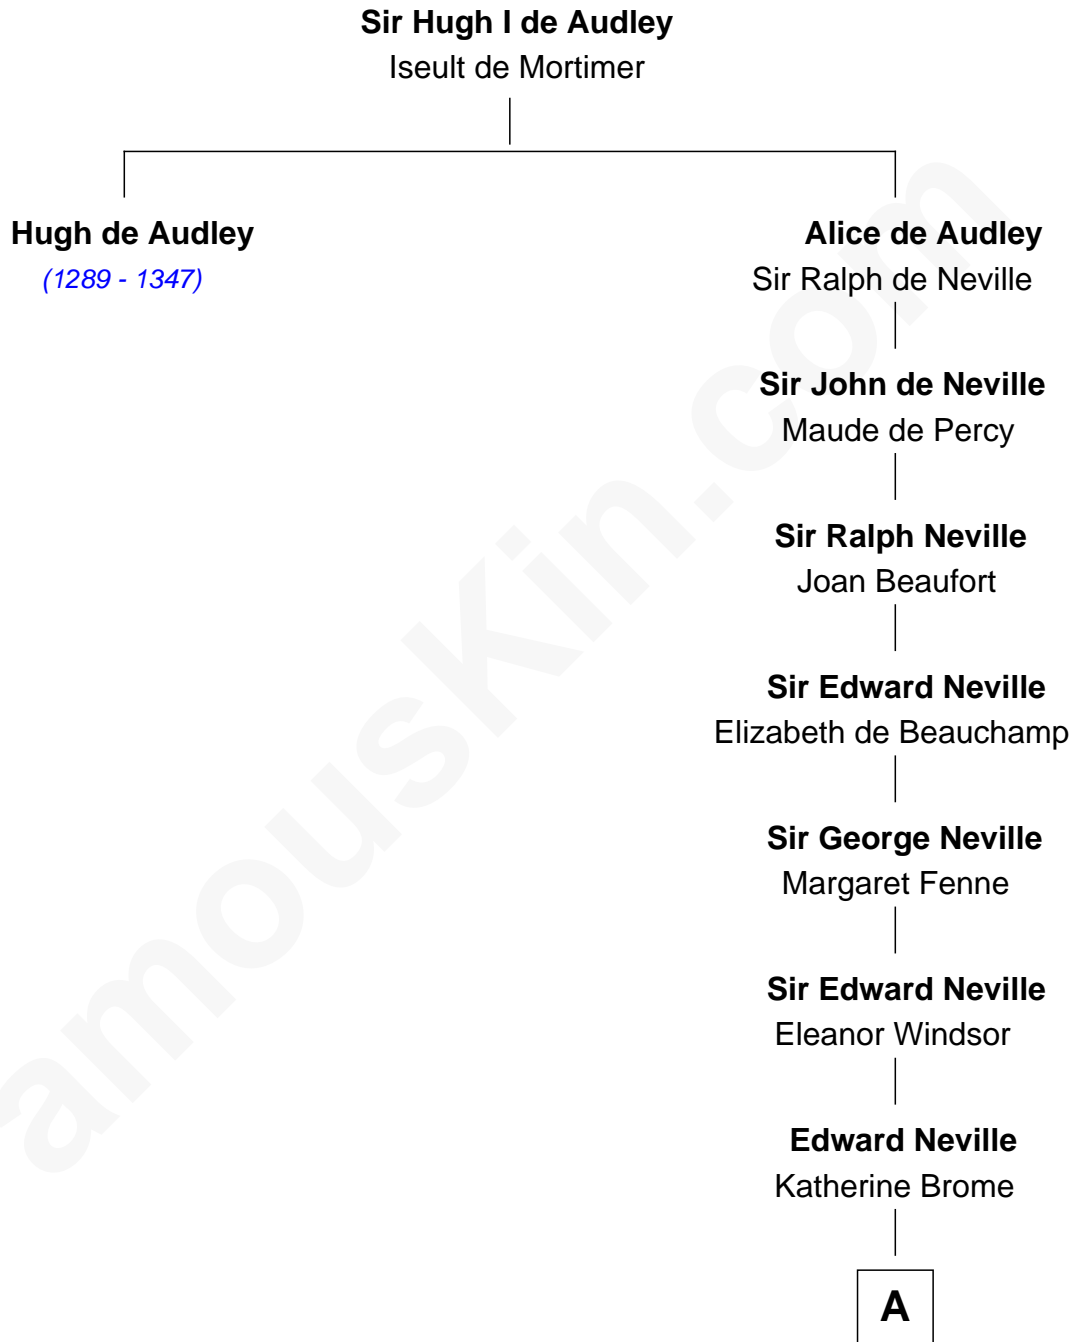 Sir Hugh I de Audley
Iseult de Mortimer
Hugh de Audley
(1289 - 1347)
Alice de Audley
Sir Ralph de Neville
Sir John de Neville
Maude de Percy
Sir Ralph Neville
Joan Beaufort
Sir Edward Neville
Elizabeth de Beauchamp
Sir George Neville
Margaret Fenne
Sir Edward Neville
Eleanor Windsor
Edward Neville
Katherine Brome
A
amouskin.com